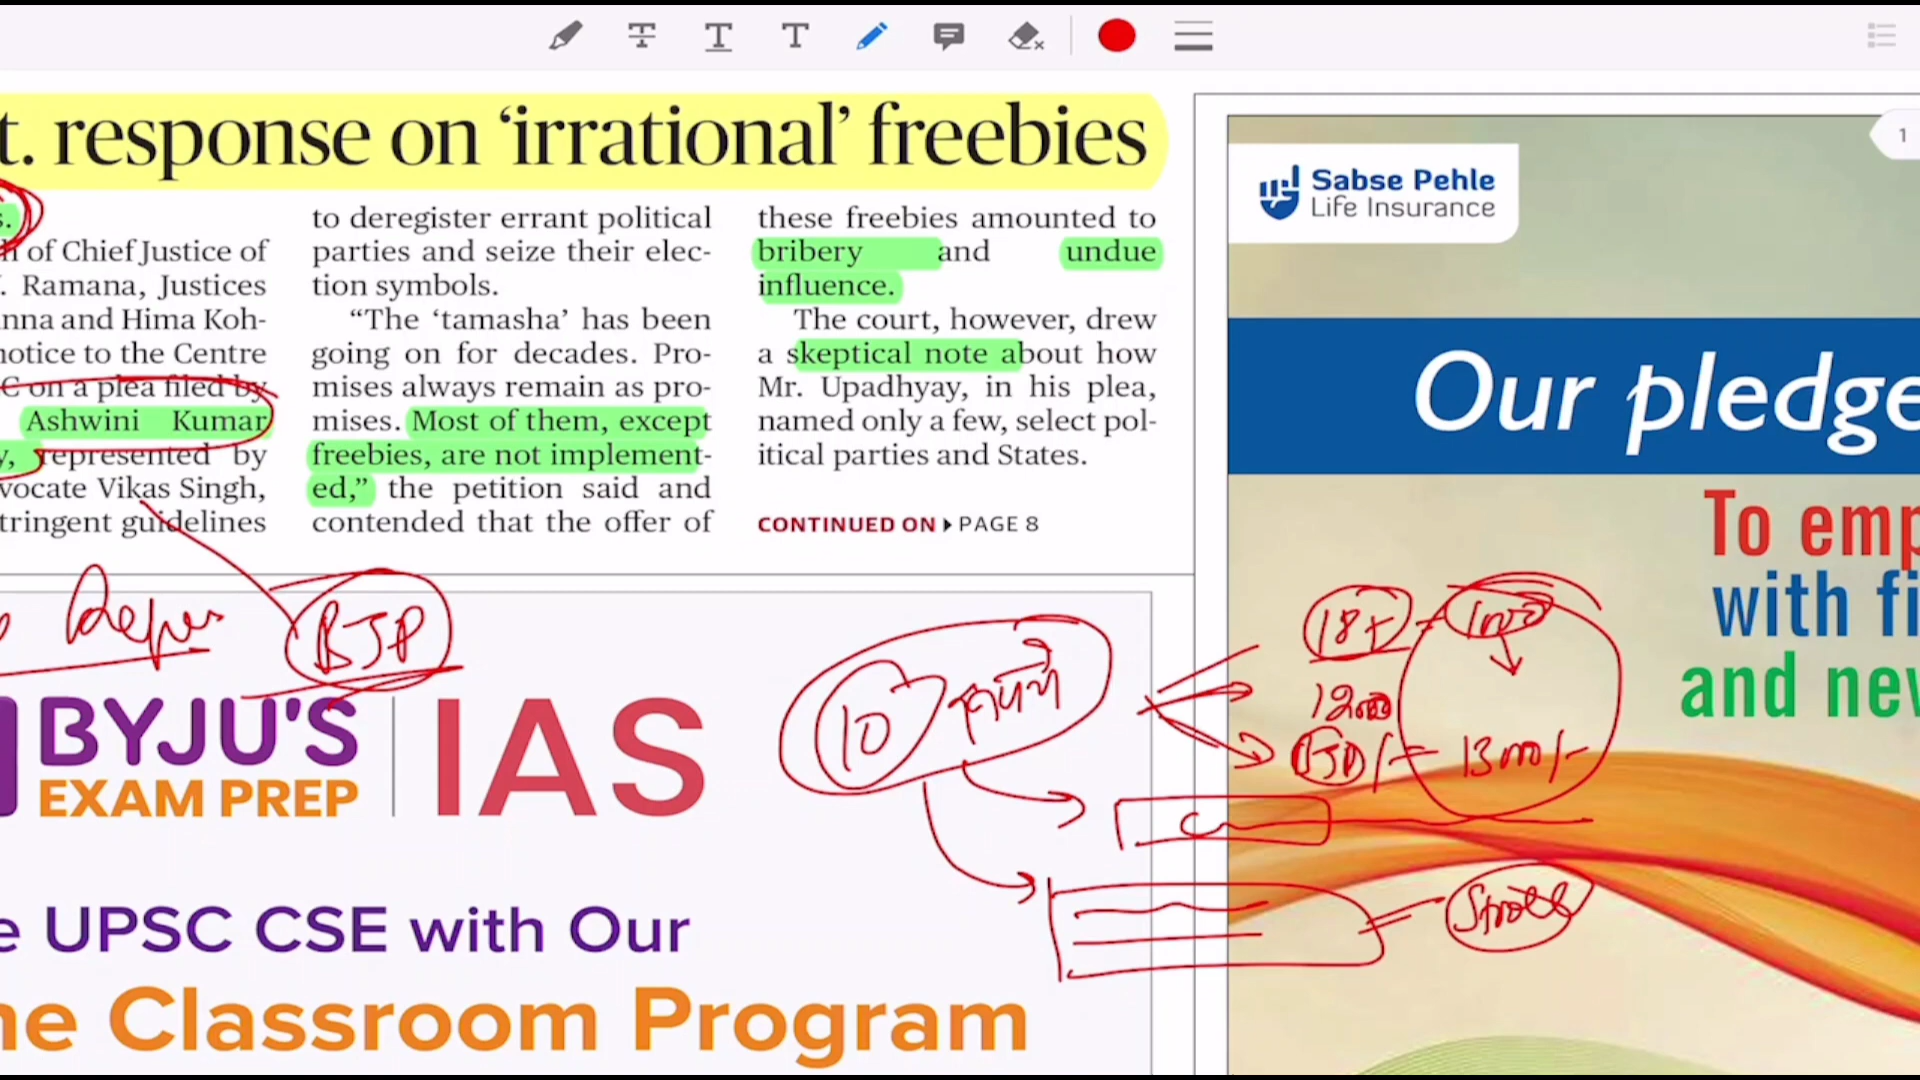 t. response on ‘irrational’ freebies
s.
n of Chief Justice of
. Ramana, Justices
nna and Hima Koh-
notice to the Centre
C on a plea filed by
Ashwini Kumar
y, represented by
vocate Vikas Singh,
tringent guidelines
to deregister errant political
parties and seize their elec-
tion symbols.
“The ‘tamasha’ has been
going on for decades. Pro-
mises always remain as pro-
mises. Most of them, except
freebies, are not implement-
ed,” the petition said and
contended that the offer of
these freebies amounted to
bribery and undue
influence.
The court, however, drew
a skeptical note about how
Mr. Upadhyay, in his plea,
named only a few, select pol-
itical parties and States.
CONTINUED ON PAGE 8
1
Sabse Pehle
Life Insurance
Our pledge
To emp
with fi
and nev
BJP
10
18+
1000
12000
BJP/-
13000/-
BYJU'S
EXAM PREP
IAS
e UPSC CSE with Our
ne Classroom Program